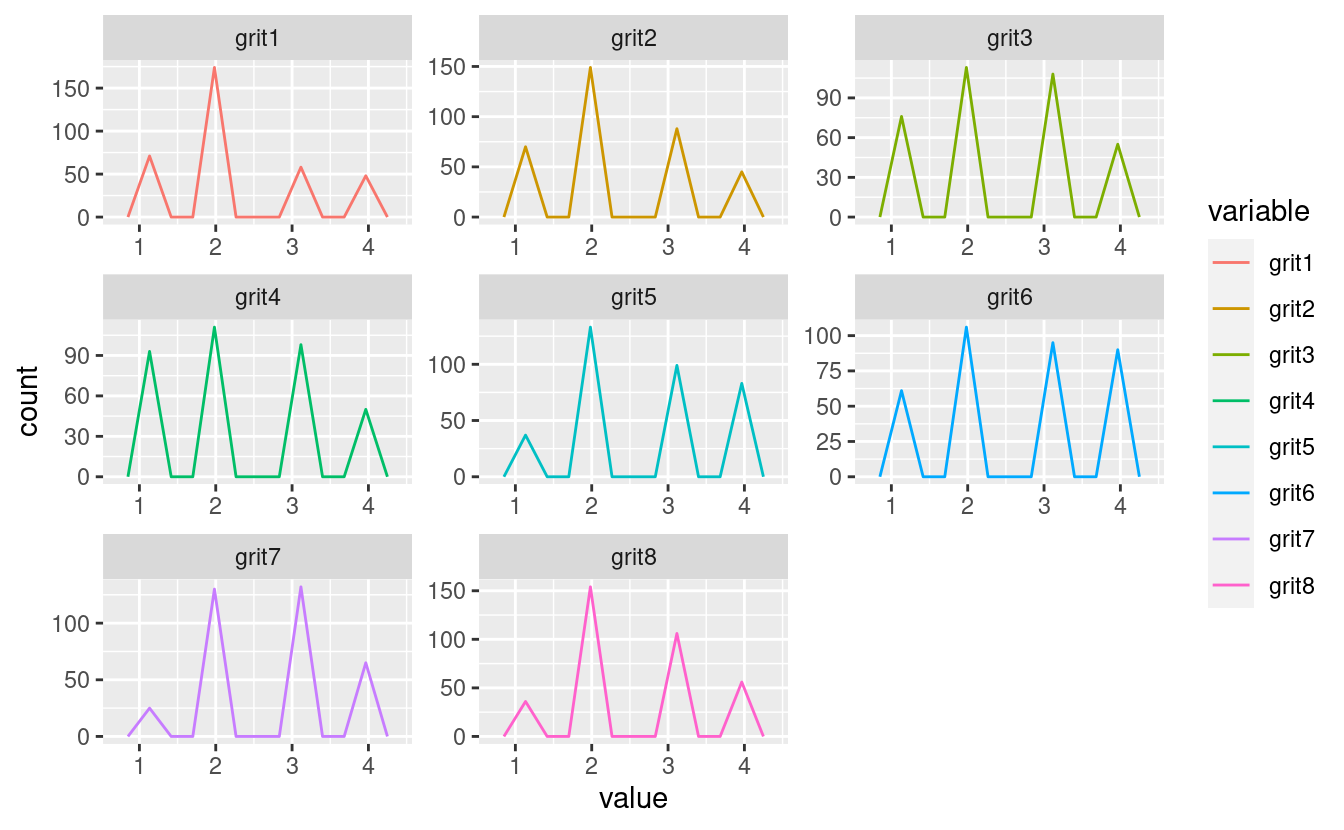 grit1 grit2 grit3
150
100
50
0
150
100
50
0
90
60
30
0
1 2 3 4 1 2 3 4 1 2 3 4
grit4 grit5 grit6
90
60
30
0
100
50
0
100
75
50
25
0
1 2 3 4 1 2 3 4 1 2 3 4
grit7 grit8
100
50
0
150
100
50
0
1 2 3 4 1 2 3 4
count
value
variable
grit1
grit2
grit3
grit4
grit5
grit6
grit7
grit8